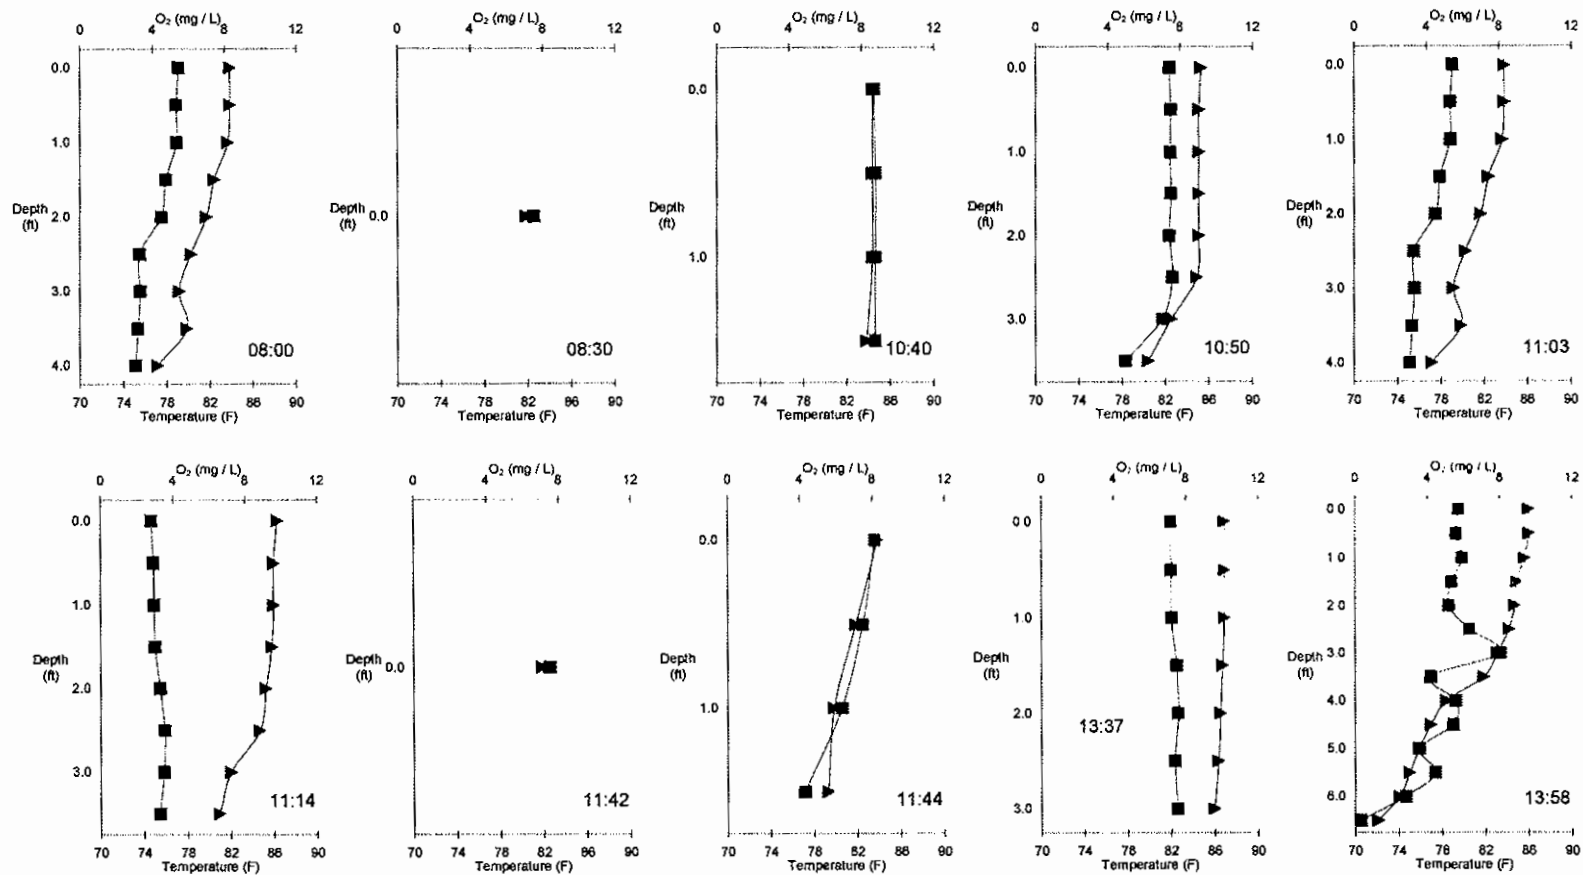 O₂ (mg / L) O₂ (mg / L) O₂ (mg / L) O₂ (mg / L) O₂ (mg / L)
0 4 8 12 0 4 8 12 0 4 8 12 0 4 8 12 0 4 8 12
0.0 0.0 0.0 0.0
1.0 1.0 1.0
Depth (ft) 2.0 Depth (ft) 0.0 Depth (ft) 1.0 Depth (ft) 2.0 Depth (ft) 2.0
3.0 3.0 3.0
4.0 08:00 08:30 10:40 10:50 4.0 11:03
70 74 78 82 86 90 70 74 78 82 86 90 70 74 78 82 86 90 70 74 78 82 86 90 70 74 78 82 86 90
Temperature (F) Temperature (F) Temperature (F) Temperature (F) Temperature (F)
O₂ (mg / L) O₂ (mg / L) O₂ (mg / L) O₂ (mg / L) O₂ (mg / L)
0 4 8 12 0 4 8 12 0 4 8 12 0 4 8 12 0 4 8 12
0.0 0.0 0.0 0.0
1.0 1.0 1.0
2.0 2.0
Depth (ft) Depth (ft) 0.0 Depth (ft) 1.0 Depth (ft) 2.0 13:37 Depth (ft) 3.0
4.0
3.0 5.0
11:14 11:42 11:44 3.0 6.0 13:58
70 74 78 82 86 90 70 74 78 82 86 90 70 74 78 82 86 90 70 74 78 82 86 90 70 74 78 82 86 90
Temperature (F) Temperature (F) Temperature (F) Temperature (F) Temperature (F)